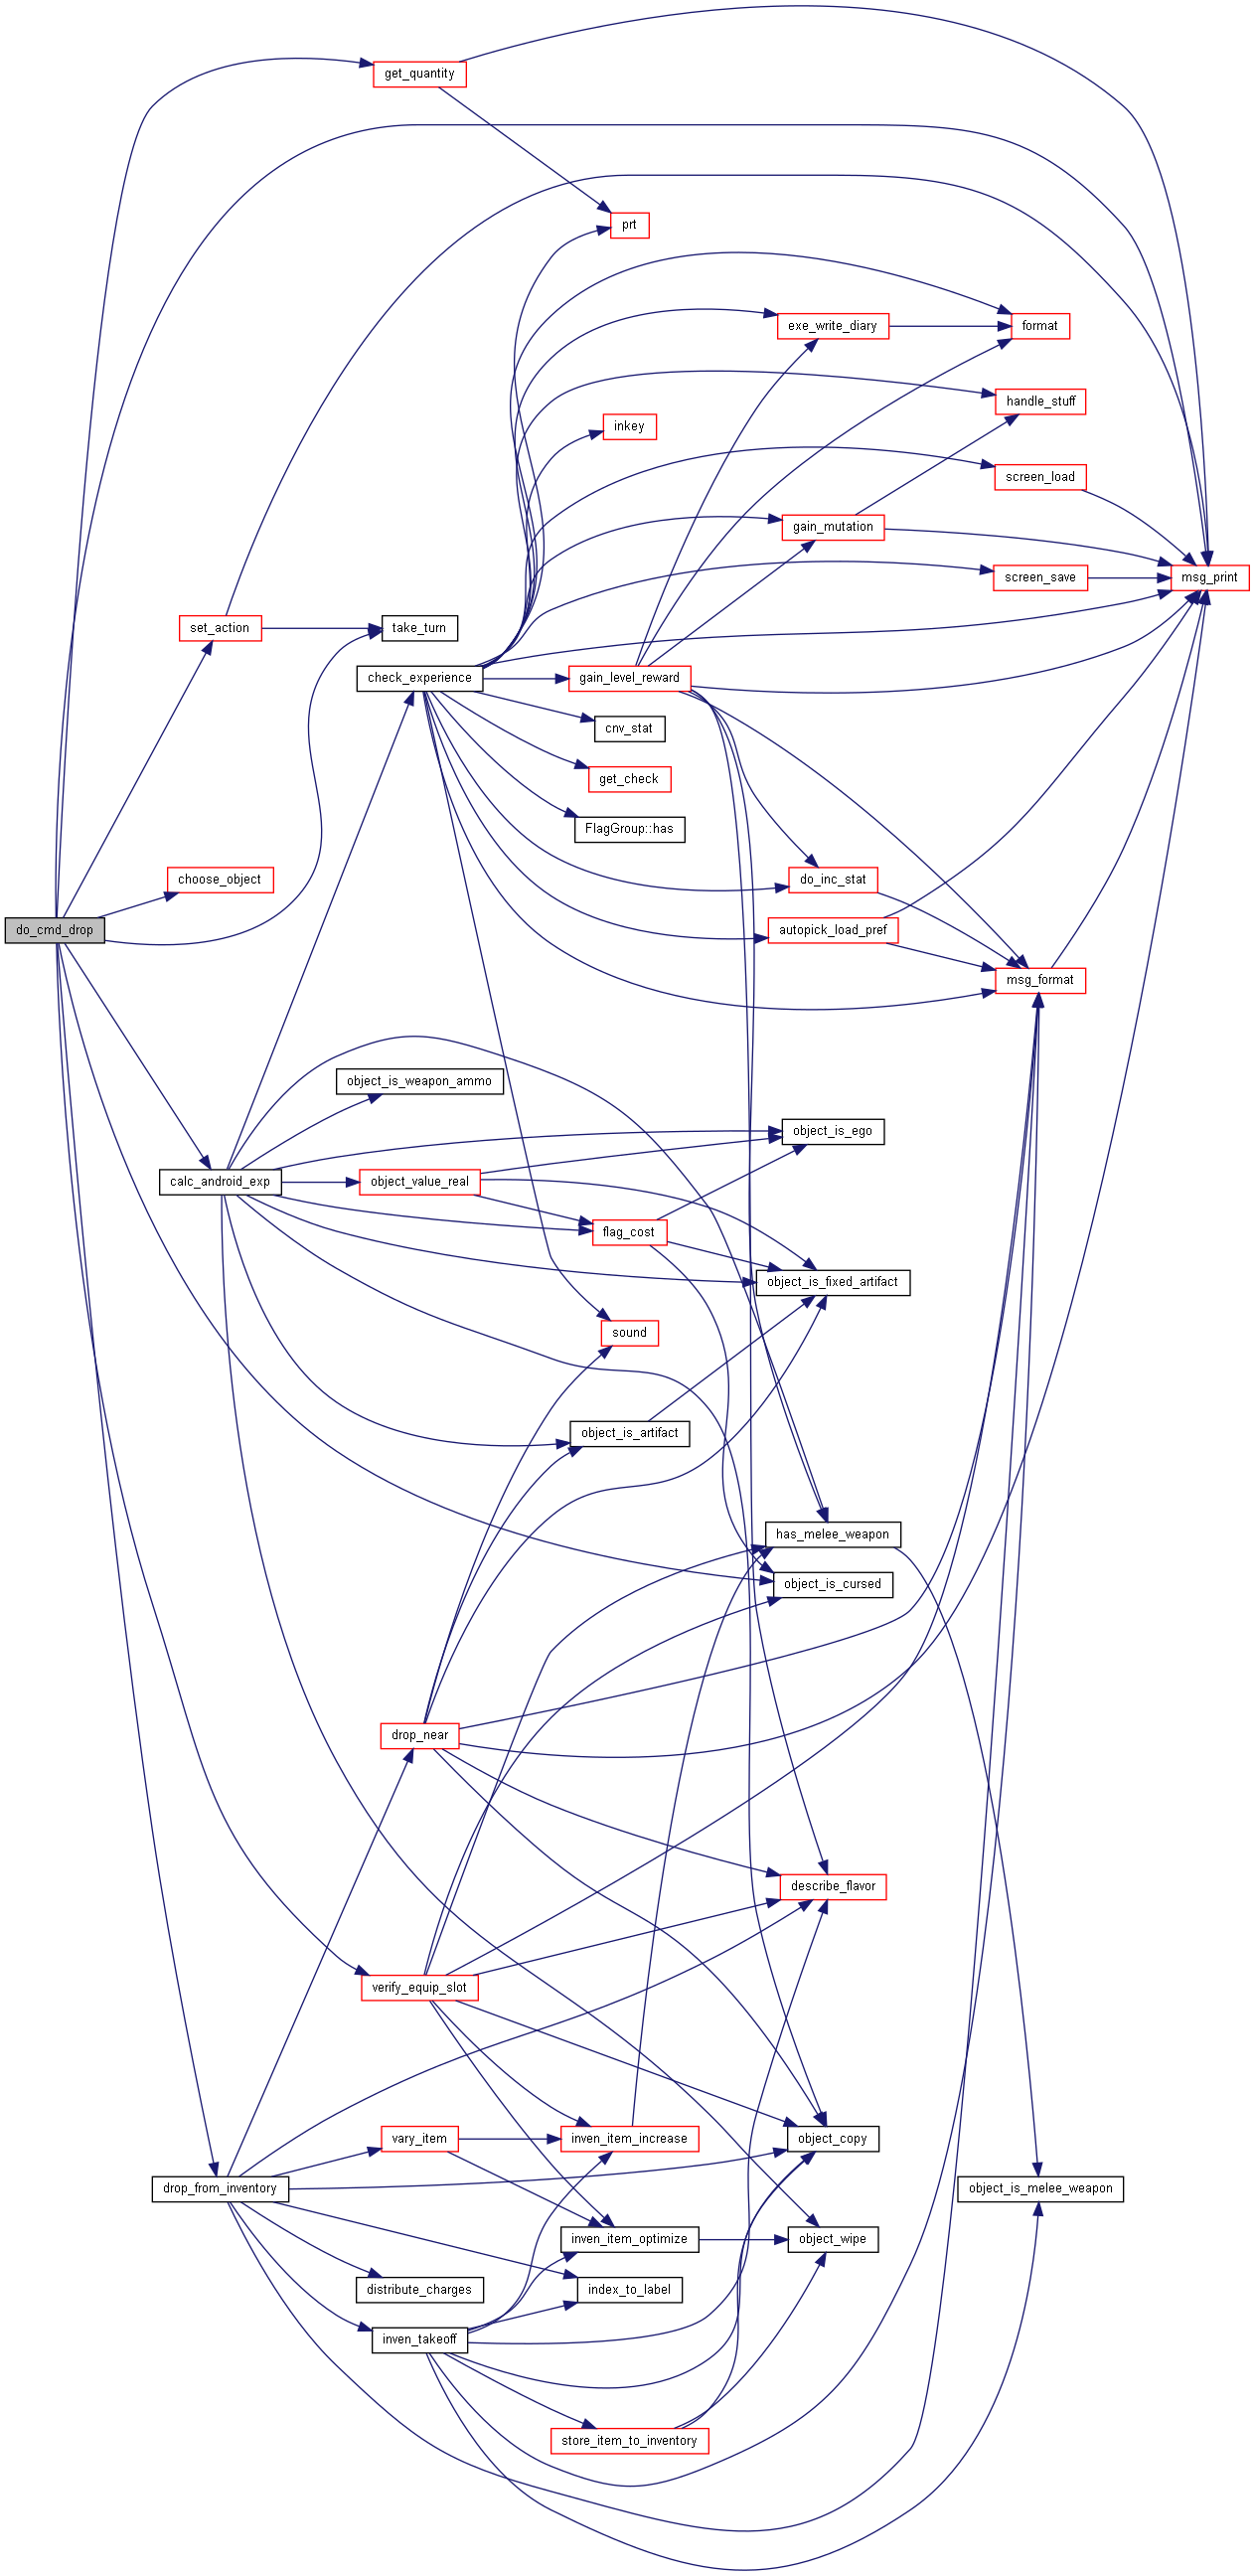 get_quantity
prt
exe_write_diary
format
handle_stuff
inkey
screen_load
gain_mutation
screen_save
msg_print
set_action
take_turn
check_experience
gain_level_reward
cnv_stat
get_check
FlagGroup::has
choose_object
do_inc_stat
do_cmd_drop
autopick_load_pref
msg_format
object_is_weapon_ammo
object_is_ego
calc_android_exp
object_value_real
flag_cost
object_is_fixed_artifact
sound
object_is_artifact
has_melee_weapon
object_is_cursed
drop_near
describe_flavor
verify_equip_slot
vary_item
inven_item_increase
object_copy
drop_from_inventory
object_is_melee_weapon
inven_item_optimize
object_wipe
distribute_charges
index_to_label
inven_takeoff
store_item_to_inventory